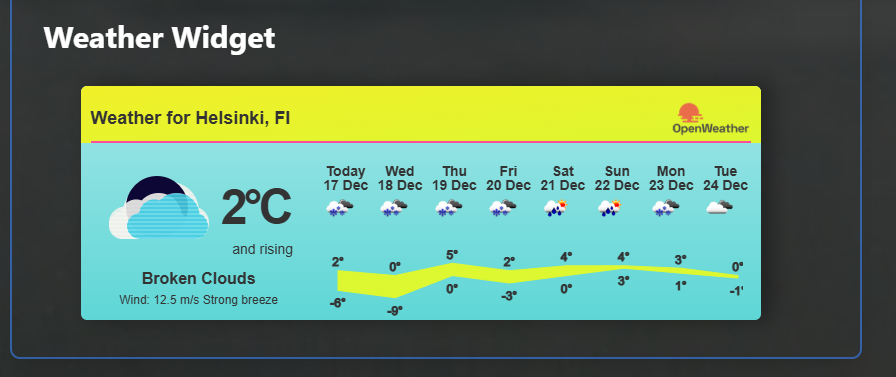 Weather Widget
Weather for Helsinki, FI
OpenWeather
Today Wed Thu Fri Sat Sun Mon Tue
17 Dec 18 Dec 19 Dec 20 Dec 21 Dec 22 Dec 23 Dec 24 Dec
2°C
and rising
Broken Clouds
Wind: 12.5 m/s Strong breeze
2° 0° 5° 2° 4° 4° 3° 0°
-6° -9° 0° -3° 0° 3° 1° -1°